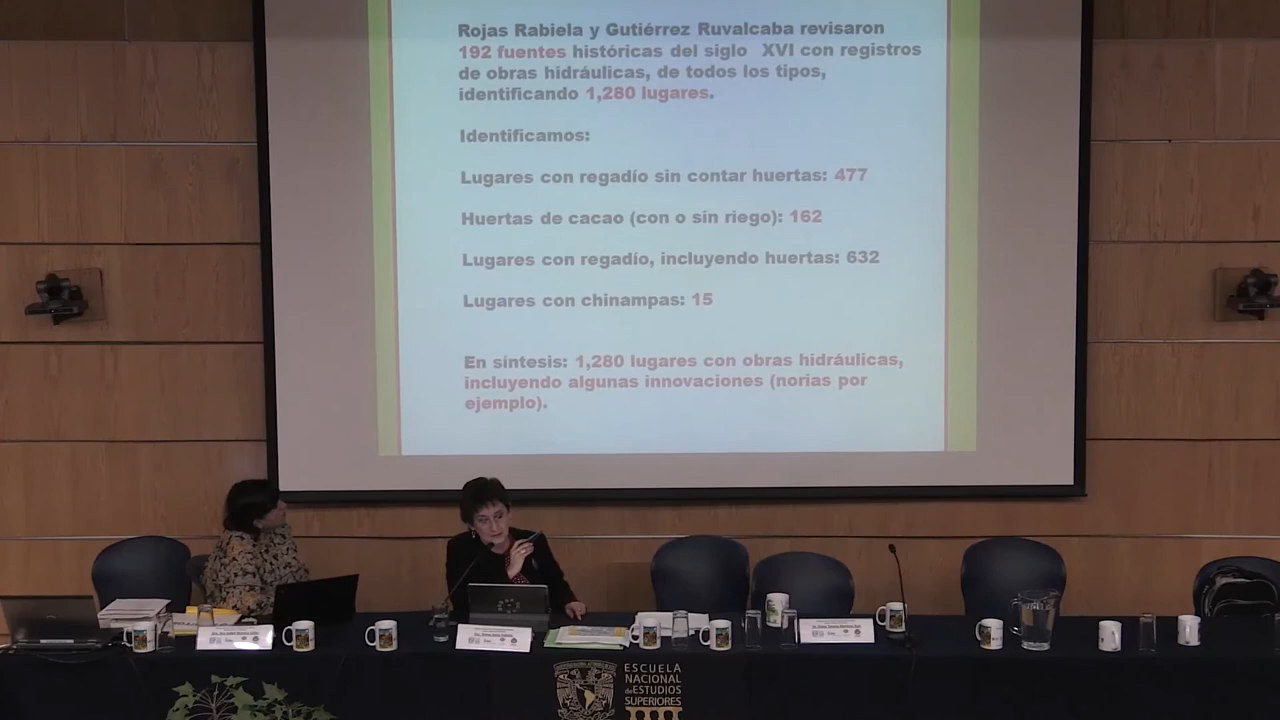 Rojas Rabiela y Gutiérrez Ruvalcaba revisaron
192 fuentes históricas del siglo XVI con registros
de obras hidráulicas, de todos los tipos,
identificando 1,280 lugares.
Identificamos:
Lugares con regadío sin contar huertas: 477
Huertas de cacao (con o sín riego): 162
Lugares con regadío, incluyendo huertas: 632
Lugares con chinampas: 15
En síntesis: 1,280 lugares con obras hidráulicas,
incluyendo algunas innovaciones (norias por
ejemplo).
ESCUELA
NACIONAL
de ESTUDIOS
SUPERIORES